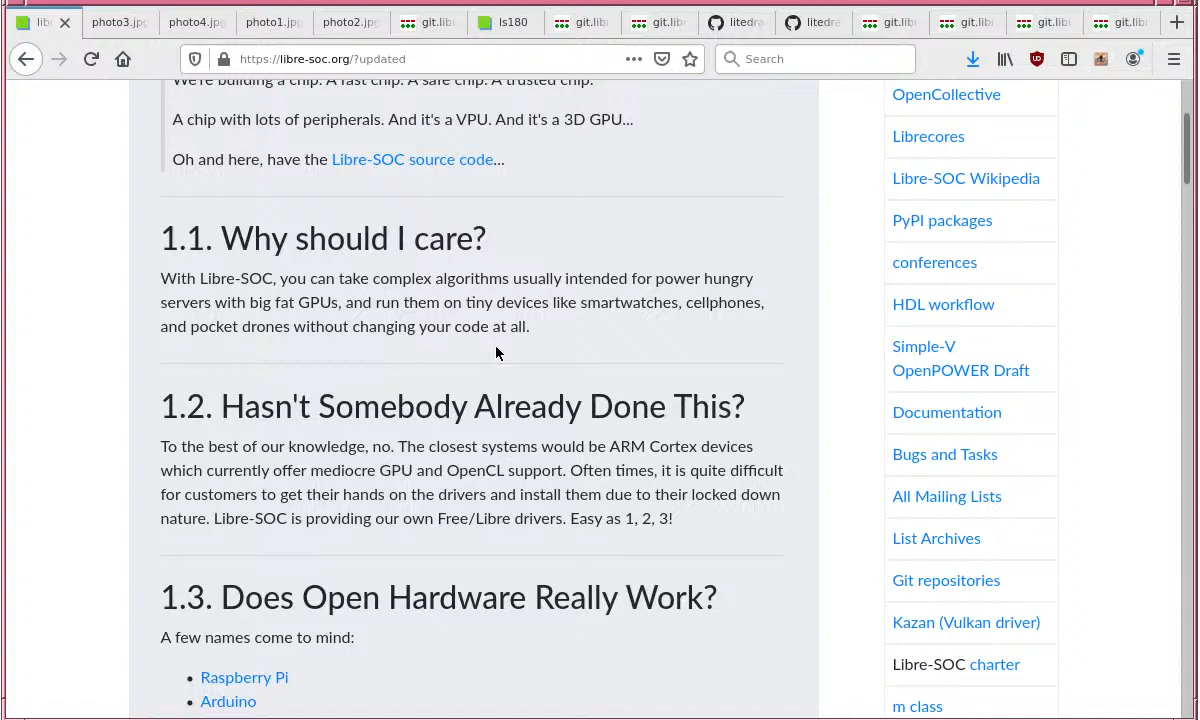 lib
photo3.jpg
photo4.jpg
photo1.jpg
photo2.jpg
git.lib
ls180
git.lib
git.lib
litedra
litedra
git.lib
git.lib
git.lib
git.lib
https://libre-soc.org/?updated
Search
We're building a chip. A fast chip. A safe chip. A trusted chip.
A chip with lots of peripherals. And it's a VPU. And it's a 3D GPU...
Oh and here, have the Libre-SOC source code...
1.1. Why should I care?
With Libre-SOC, you can take complex algorithms usually intended for power hungry
servers with big fat GPUs, and run them on tiny devices like smartwatches, cellphones,
and pocket drones without changing your code at all.
1.2. Hasn't Somebody Already Done This?
To the best of our knowledge, no. The closest systems would be ARM Cortex devices
which currently offer mediocre GPU and OpenCL support. Often times, it is quite difficult
for customers to get their hands on the drivers and install them due to their locked down
nature. Libre-SOC is providing our own Free/Libre drivers. Easy as 1, 2, 3!
1.3. Does Open Hardware Really Work?
A few names come to mind:
• Raspberry Pi
• Arduino
OpenCollective
Librecores
Libre-SOC Wikipedia
PyPI packages
conferences
HDL workflow
Simple-V
OpenPOWER Draft
Documentation
Bugs and Tasks
All Mailing Lists
List Archives
Git repositories
Kazan (Vulkan driver)
Libre-SOC charter
m class